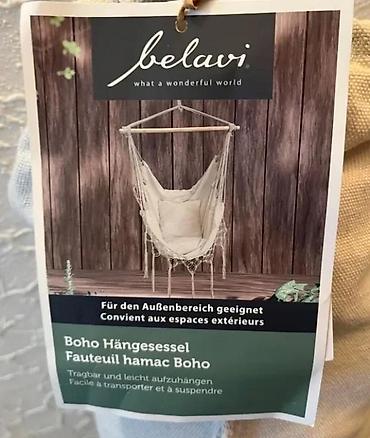 belavi
what a wonderful world
Für den Außenbereich geeignet
Convient aux espaces extérieurs
Boho Hängesessel
Fauteuil hamac Boho
Tragbar und leicht aufzuhängen
Facile à transporter et à suspendre